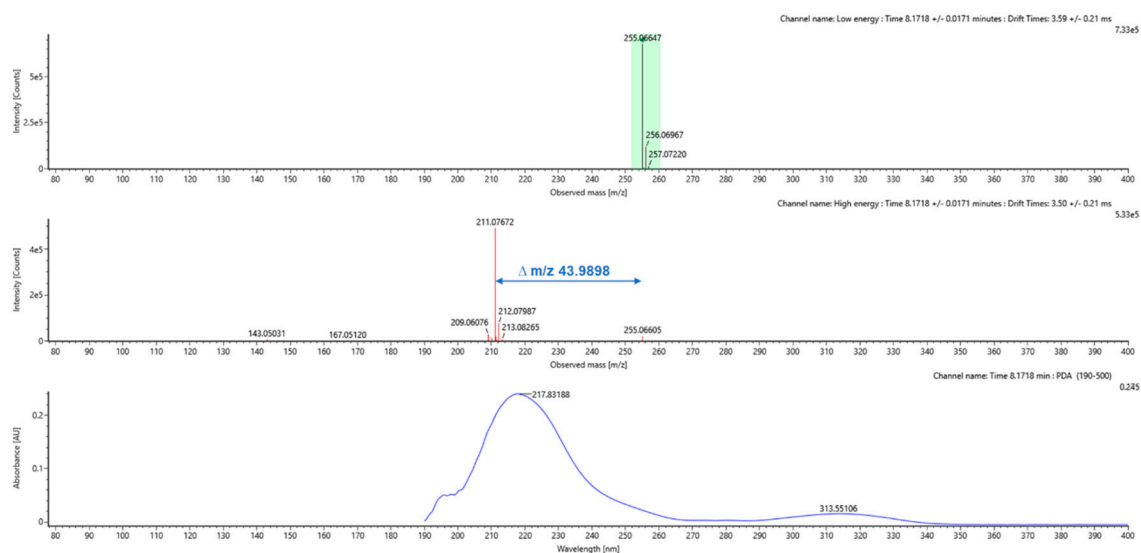 Channel name: Low energy : Time 8.1718 +/- 0.0171 minutes : Drift Times: 3.59 +/- 0.21 ms
7.33e5
Intensity [Counts]
5e5
2.5e5
0
255.06647
256.06967
257.07220
80 90 100 110 120 130 140 150 160 170 180 190 200 210 220 230 240 250 260 270 280 290 300 310 320 330 340 350 360 370 380 390 400
Observed mass [m/z]
Channel name: High energy : Time 8.1718 +/- 0.0171 minutes : Drift Times: 3.50 +/- 0.21 ms
5.33e5
Intensity [Counts]
4e5
2e5
0
211.07672
Δ m/z 43.9898
212.07987
209.06076
213.08265
143.05031
167.05120
255.06605
80 90 100 110 120 130 140 150 160 170 180 190 200 210 220 230 240 250 260 270 280 290 300 310 320 330 340 350 360 370 380 390 400
Observed mass [m/z]
Channel name: Time 8.1718 min : PDA (190-500)
0.245
Absorbance [AU]
0.2
0.1
0
217.83188
313.55106
80 90 100 110 120 130 140 150 160 170 180 190 200 210 220 230 240 250 260 270 280 290 300 310 320 330 340 350 360 370 380 390 400
Wavelength [nm]